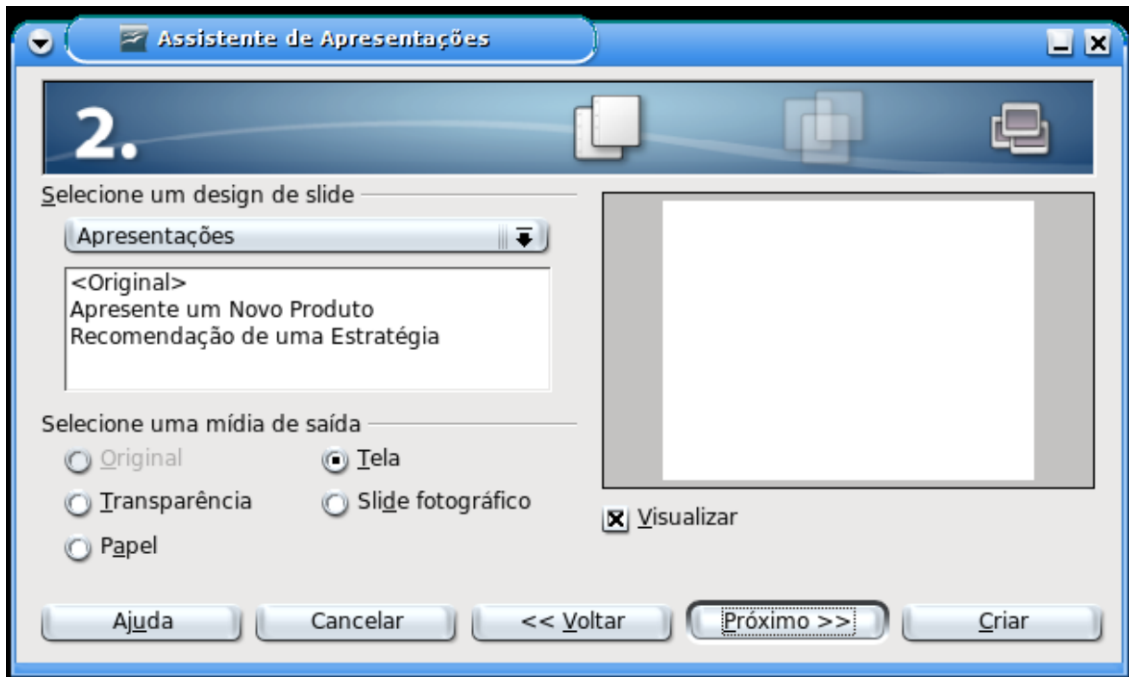 Assistente de Apresentações
2.
Selecione um design de slide
Apresentações
<Original>
Apresente um Novo Produto
Recomendação de uma Estratégia
Selecione uma mídia de saída
Original
Tela
Transparência
Slide fotográfico
Papel
Visualizar
Ajuda
Cancelar
<< Voltar
Próximo >>
Criar